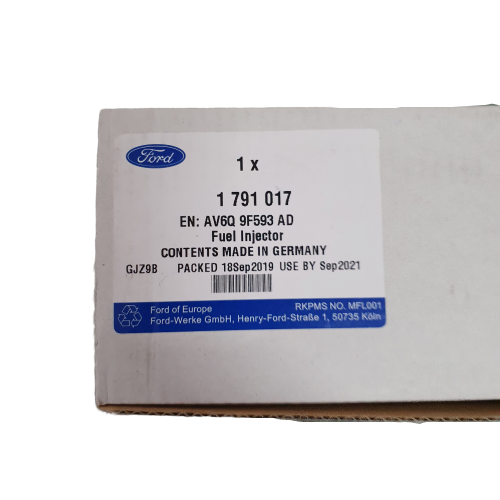 Ford
1 x
1 791 017
EN: AV6Q 9F593 AD
Fuel Injector
CONTENTS MADE IN GERMANY
GJZ9B PACKED 18Sep2019 USE BY Sep2021
Ford of Europe RKPMS NO. MFL001
Ford-Werke GmbH, Henry-Ford-Straße 1, 50735 Köln